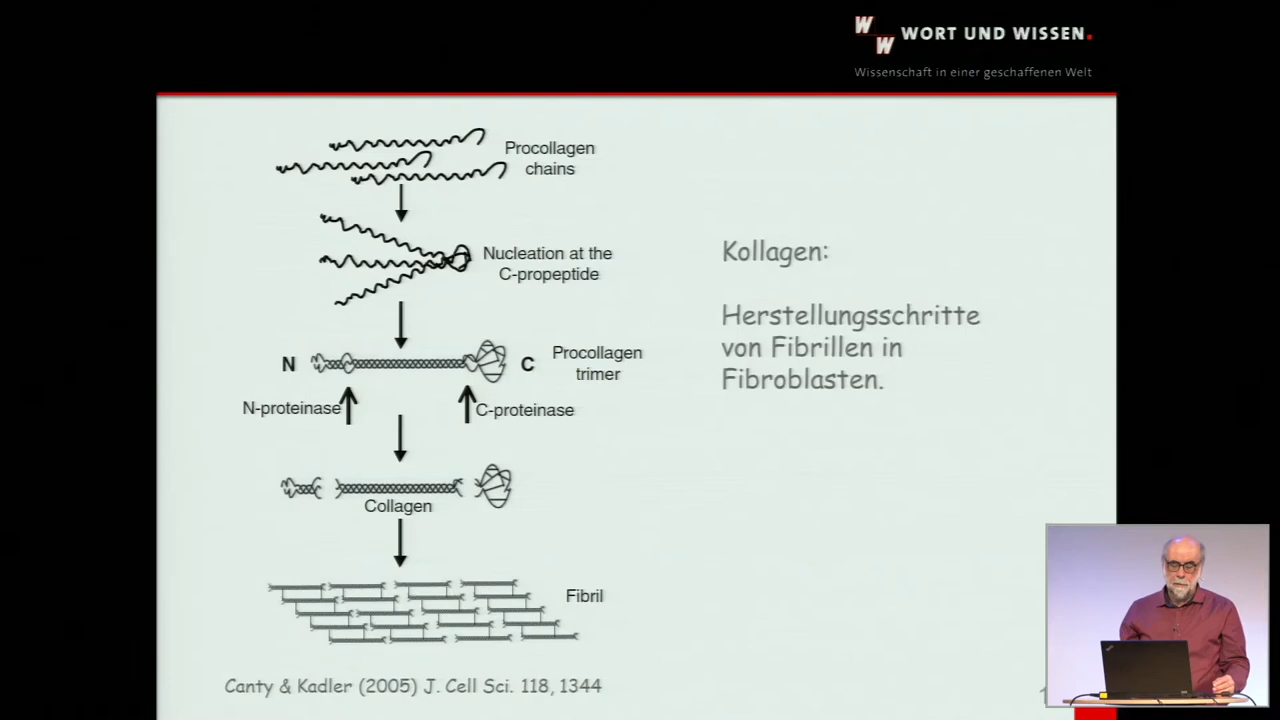 W
W
WORT UND WISSEN.
Wissenschaft in einer geschaffenen Welt
Procollagen
chains
Nucleation at the
C-propeptide
N
C
Procollagen
trimer
N-proteinase
C-proteinase
Collagen
Fibril
Kollagen:
Herstellungsschritte
von Fibrillen in
Fibroblasten.
Canty & Kadler (2005) J. Cell Sci. 118, 1344